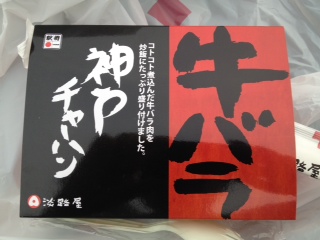 駅弁
牛バラ
コトコト煮込んだ牛バラ肉を
炒飯にたっぷり盛り付けました。
神戸
チャーハン
淡路屋